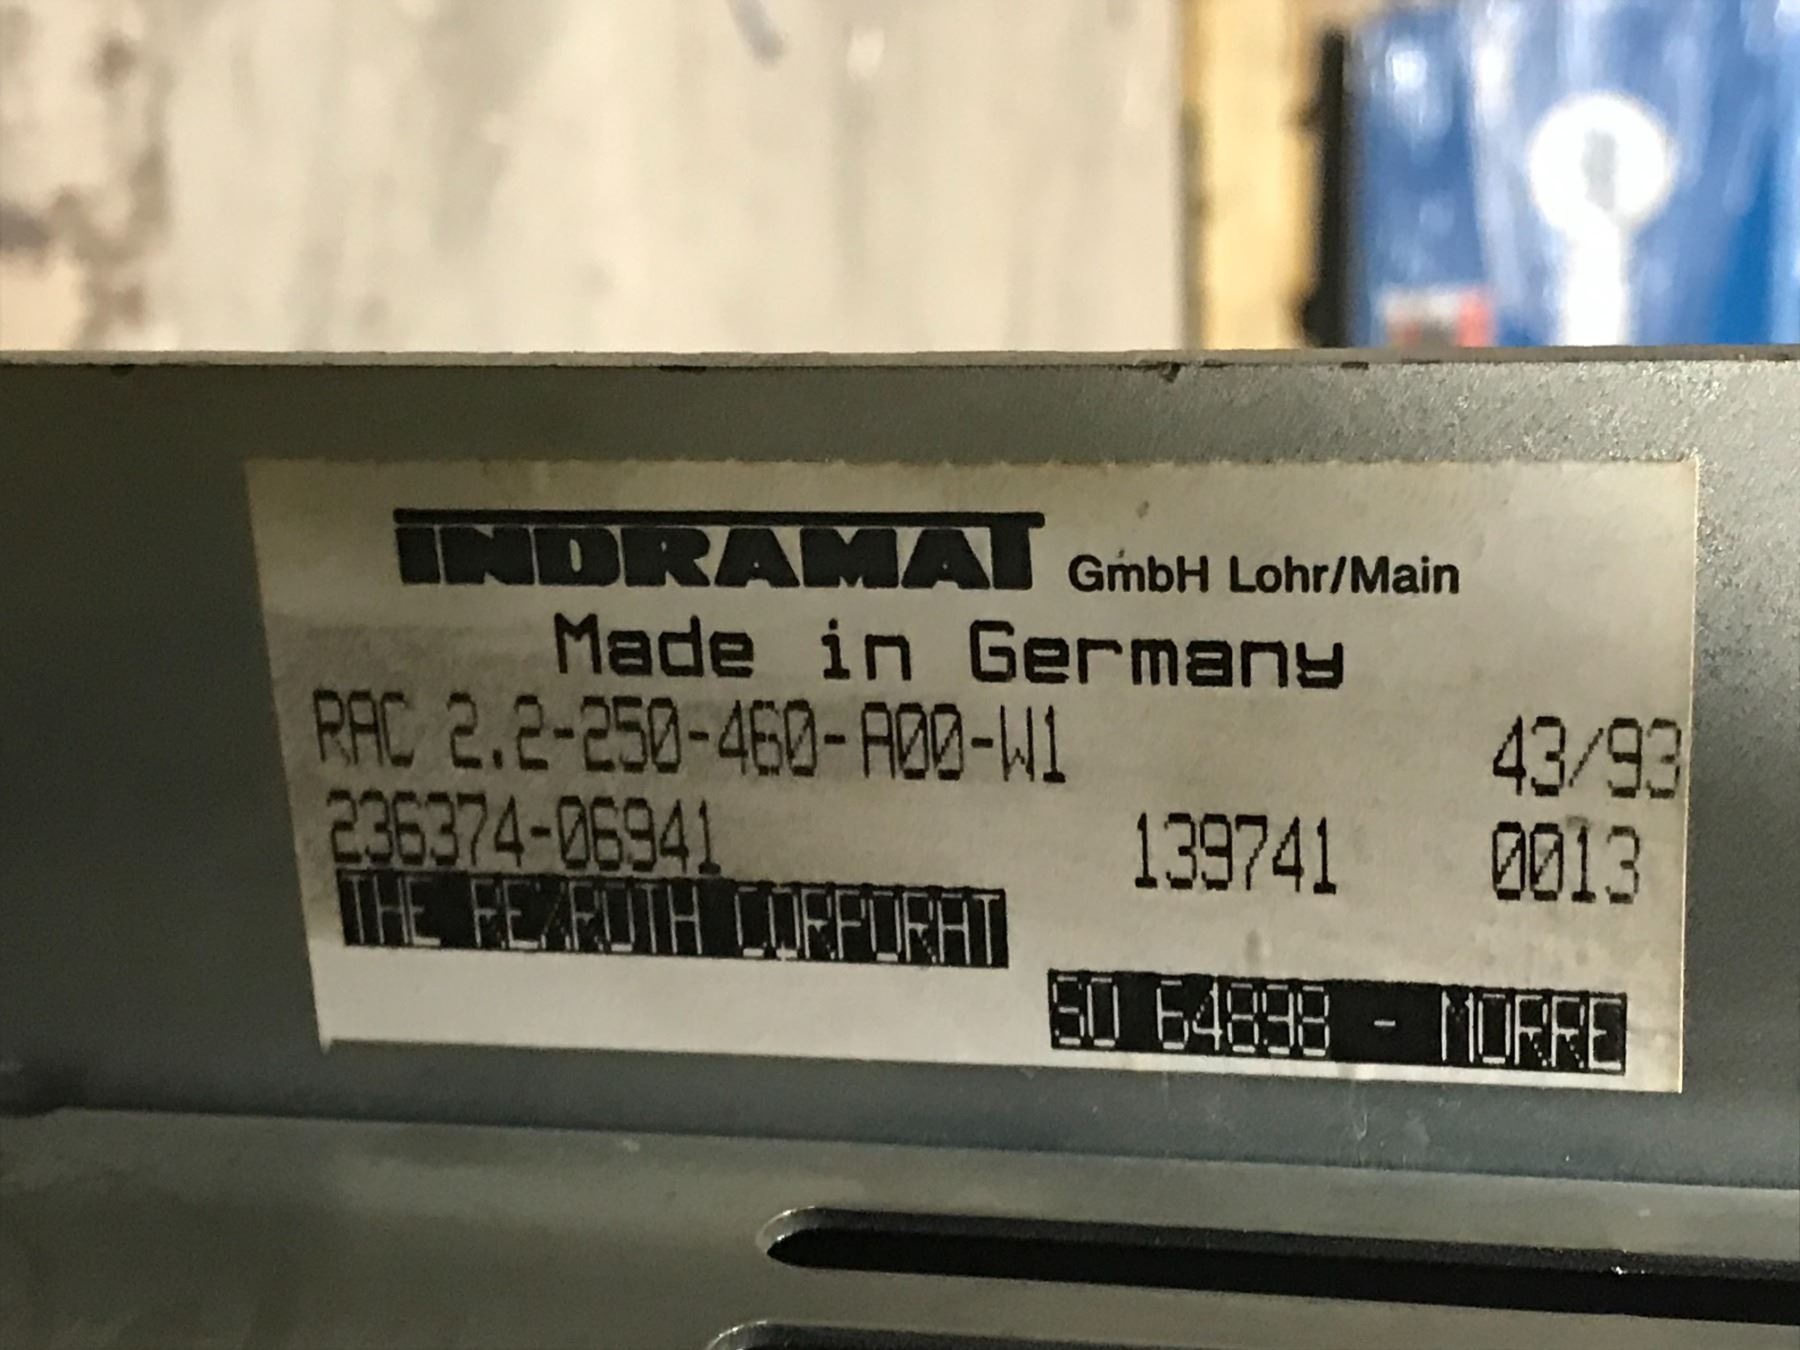 INDRAMAT GmbH Lohr/Main
Made in Germany
RAC 2.2-250-460-A00-W1 43/93
236374-06941 139741 0013
THE REXROTH CORPORAT
SO 64898 - MORRE